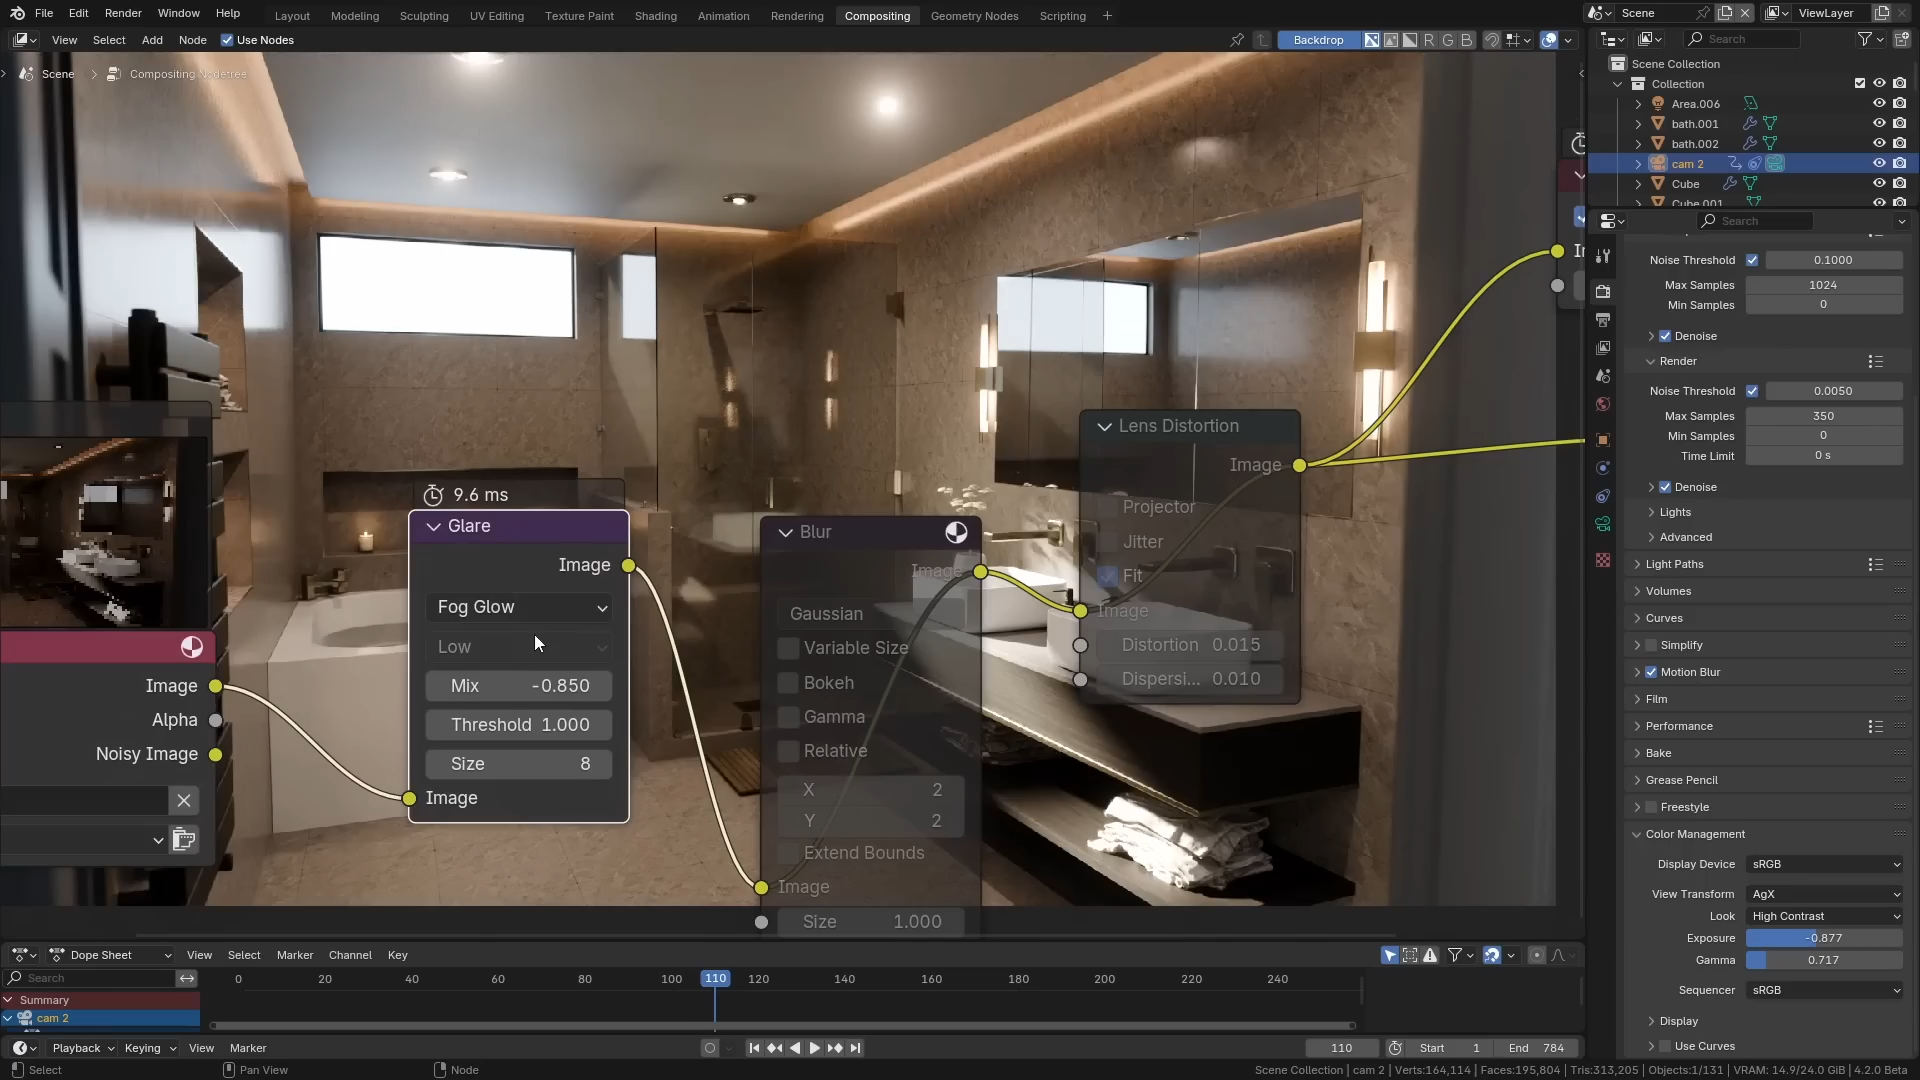 File Edit Render Window Help
Layout Modeling Sculpting UV Editing Texture Paint Shading Animation Rendering Compositing Geometry Nodes Scripting +
Scene
ViewLayer
View Select Add Node Use Nodes
Backdrop
R G B
Search
Scene > Compositing Nodetree
Scene Collection
Collection
Area.006
bath.001
bath.002
cam 2
Cube
Cube.001
Search
Noise Threshold 0.1000
Max Samples 1024
Min Samples 0
Denoise
Render
Noise Threshold 0.0050
Max Samples 350
Min Samples 0
Time Limit 0 s
Denoise
Lights
Advanced
Light Paths
Volumes
Curves
Simplify
Motion Blur
Film
Performance
Bake
Grease Pencil
Freestyle
Color Management
Display Device sRGB
View Transform AgX
Look High Contrast
Exposure -0.877
Gamma 0.717
Sequencer sRGB
Display
Use Curves
Image
Alpha
Noisy Image
9.6 ms
Glare
Image
Fog Glow
Low
Mix -0.850
Threshold 1.000
Size 8
Image
Blur
Image
Gaussian
Variable Size
Bokeh
Gamma
Relative
X 2
Y 2
Extend Bounds
Image
Size 1.000
Lens Distortion
Image
Projector
Jitter
Fit
Image
Distortion 0.015
Dispersi... 0.010
Dope Sheet View Select Marker Channel Key
Search
0 20 40 60 80 100 110 120 140 160 180 200 220 240
Summary
cam 2
Playback Keying View Marker
110 Start 1 End 784
Select Pan View Node
Scene Collection | cam 2 | Verts:164,114 | Faces:195,804 | Tris:313,205 | Objects:1/131 | VRAM: 14.9/24.0 GiB | 4.2.0 Beta